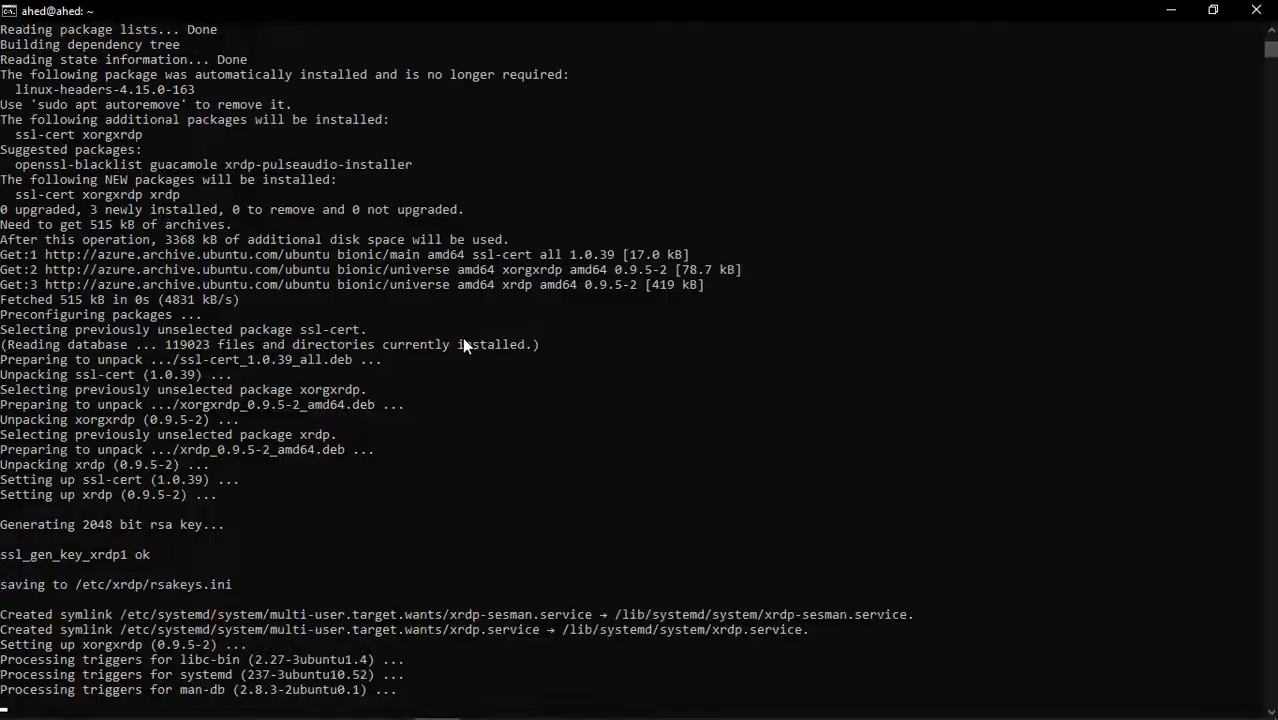 ahed@ahed: ~
Reading package lists... Done
Building dependency tree
Reading state information... Done
The following package was automatically installed and is no longer required:
linux-headers-4.15.0-163
Use 'sudo apt autoremove' to remove it.
The following additional packages will be installed:
ssl-cert xorgxrdp
Suggested packages:
openssl-blacklist guacamole xrdp-pulseaudio-installer
The following NEW packages will be installed:
ssl-cert xorgxrdp xrdp
0 upgraded, 3 newly installed, 0 to remove and 0 not upgraded.
Need to get 515 kB of archives.
After this operation, 3368 kB of additional disk space will be used.
Get:1 http://azure.archive.ubuntu.com/ubuntu bionic/main amd64 ssl-cert all 1.0.39 [17.0 kB]
Get:2 http://azure.archive.ubuntu.com/ubuntu bionic/universe amd64 xorgxrdp amd64 0.9.5-2 [78.7 kB]
Get:3 http://azure.archive.ubuntu.com/ubuntu bionic/universe amd64 xrdp amd64 0.9.5-2 [419 kB]
Fetched 515 kB in 0s (4831 kB/s)
Preconfiguring packages ...
Selecting previously unselected package ssl-cert.
(Reading database ... 119023 files and directories currently installed.)
Preparing to unpack .../ssl-cert_1.0.39_all.deb ...
Unpacking ssl-cert (1.0.39) ...
Selecting previously unselected package xorgxrdp.
Preparing to unpack .../xorgxrdp_0.9.5-2_amd64.deb ...
Unpacking xorgxrdp (0.9.5-2) ...
Selecting previously unselected package xrdp.
Preparing to unpack .../xrdp_0.9.5-2_amd64.deb ...
Unpacking xrdp (0.9.5-2) ...
Setting up ssl-cert (1.0.39) ...
Setting up xrdp (0.9.5-2) ...
Generating 2048 bit rsa key...
ssl_gen_key_xrdp1 ok
saving to /etc/xrdp/rsakeys.ini
Created symlink /etc/systemd/system/multi-user.target.wants/xrdp-sesman.service → /lib/systemd/system/xrdp-sesman.service.
Created symlink /etc/systemd/system/multi-user.target.wants/xrdp.service → /lib/systemd/system/xrdp.service.
Setting up xorgxrdp (0.9.5-2) ...
Processing triggers for libc-bin (2.27-3ubuntu1.4) ...
Processing triggers for systemd (237-3ubuntu10.52) ...
Processing triggers for man-db (2.8.3-2ubuntu0.1) ...